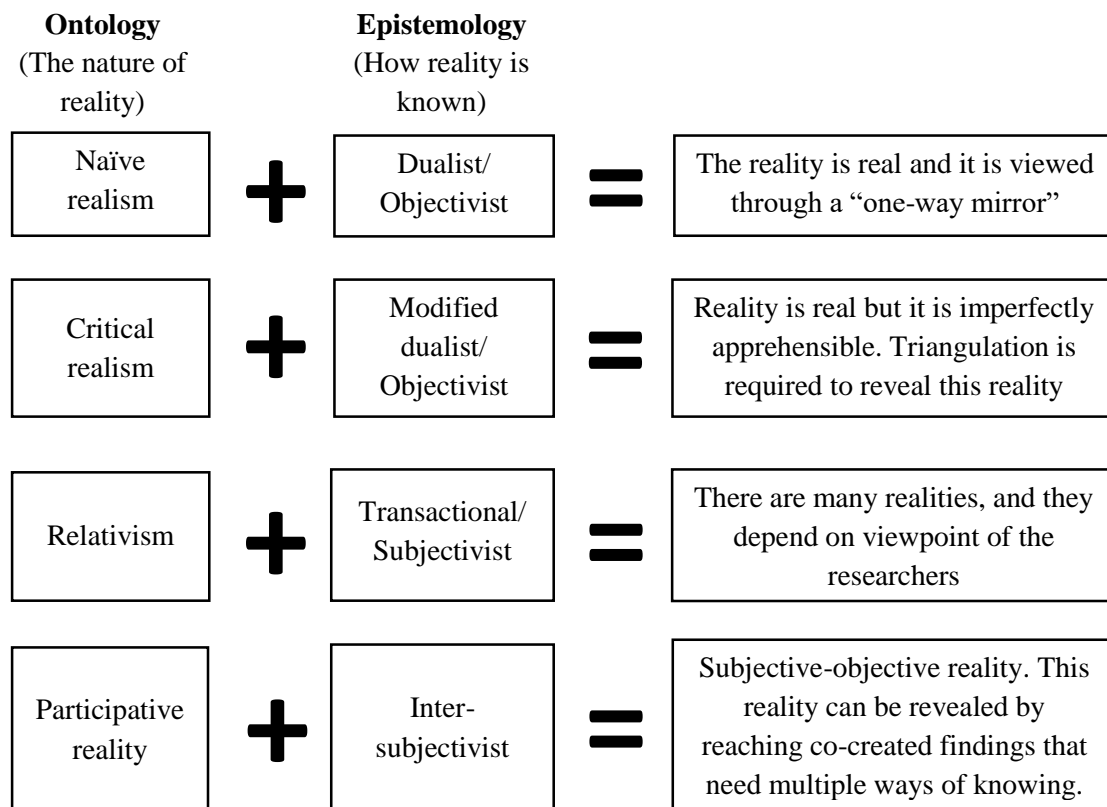 Ontology
(The nature of
reality)
Epistemology
(How reality is
known)
Naïve
realism
+
Dualist/
Objectivist
=
The reality is real and it is viewed
through a “one-way mirror”
Critical
realism
+
Modified
dualist/
Objectivist
=
Reality is real but it is imperfectly
apprehensible. Triangulation is
required to reveal this reality
Relativism
+
Transactional/
Subjectivist
=
There are many realities, and they
depend on viewpoint of the
researchers
Participative
reality
+
Inter-
subjectivist
=
Subjective-objective reality. This
reality can be revealed by
reaching co-created findings that
need multiple ways of knowing.